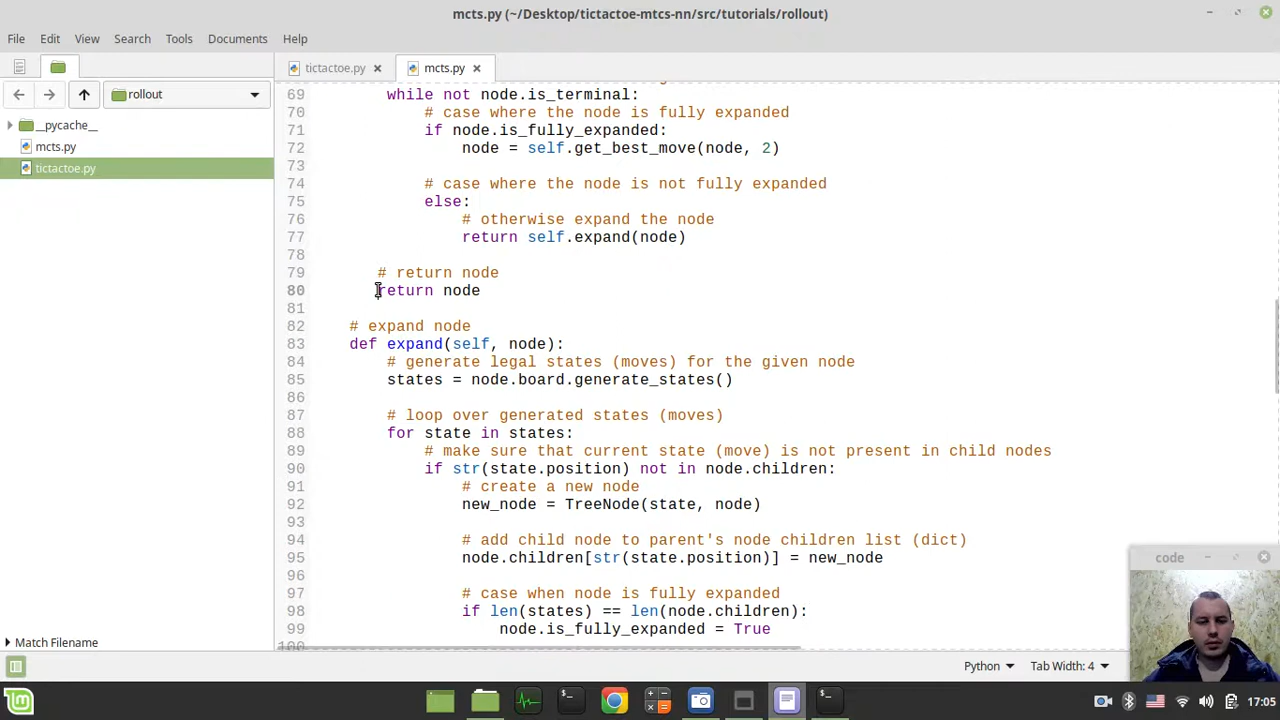 mcts.py (~/Desktop/tictactoe-mtcs-nn/src/tutorials/rollout)
File Edit View Search Tools Documents Help
tictactoe.py
mcts.py
rollout
__pycache__
mcts.py
tictactoe.py
69 while not node.is_terminal:
70 # case where the node is fully expanded
71 if node.is_fully_expanded:
72 node = self.get_best_move(node, 2)
73
74 # case where the node is not fully expanded
75 else:
76 # otherwise expand the node
77 return self.expand(node)
78
79 # return node
80 return node
81
82 # expand node
83 def expand(self, node):
84 # generate legal states (moves) for the given node
85 states = node.board.generate_states()
86
87 # loop over generated states (moves)
88 for state in states:
89 # make sure that current state (move) is not present in child nodes
90 if str(state.position) not in node.children:
91 # create a new node
92 new_node = TreeNode(state, node)
93
94 # add child node to parent's node children list (dict)
95 node.children[str(state.position)] = new_node
96
97 # case when node is fully expanded
98 if len(states) == len(node.children):
99 node.is_fully_expanded = True
100
code
Match Filename
Python
Tab Width: 4
17:05